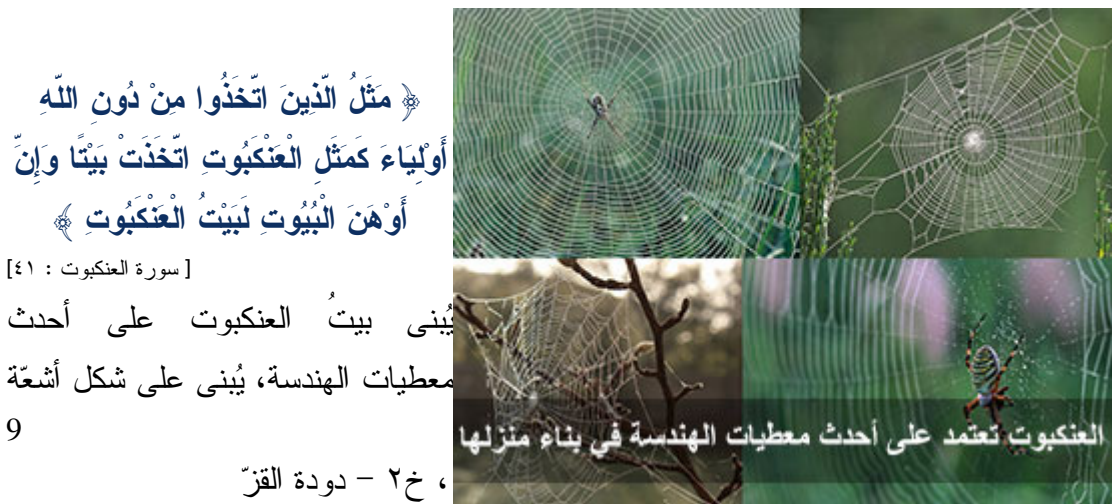 ﴿ مَثَلُ الّذِينَ اتّخَذُوا مِنْ دُونِ اللّهِ
أَوْلِيَاءَ كَمَثَلِ الْعَنْكَبُوتِ اتّخَذَتْ بَيْتًا وَإِنّ
أَوْهَنَ الْبُيُوتِ لَبَيْتُ الْعَنْكَبُوتِ ﴾
[سورة العنكبوت : ٤١]
يُبنى بيتُ العنكبوت على أحدث
معطيات الهندسة، يُبنى على شكل أشعّة
9
، خ٢ – دودة القزّ
العنكبوت تعتمد على أحدث معطيات الهندسة في بناء منزلها